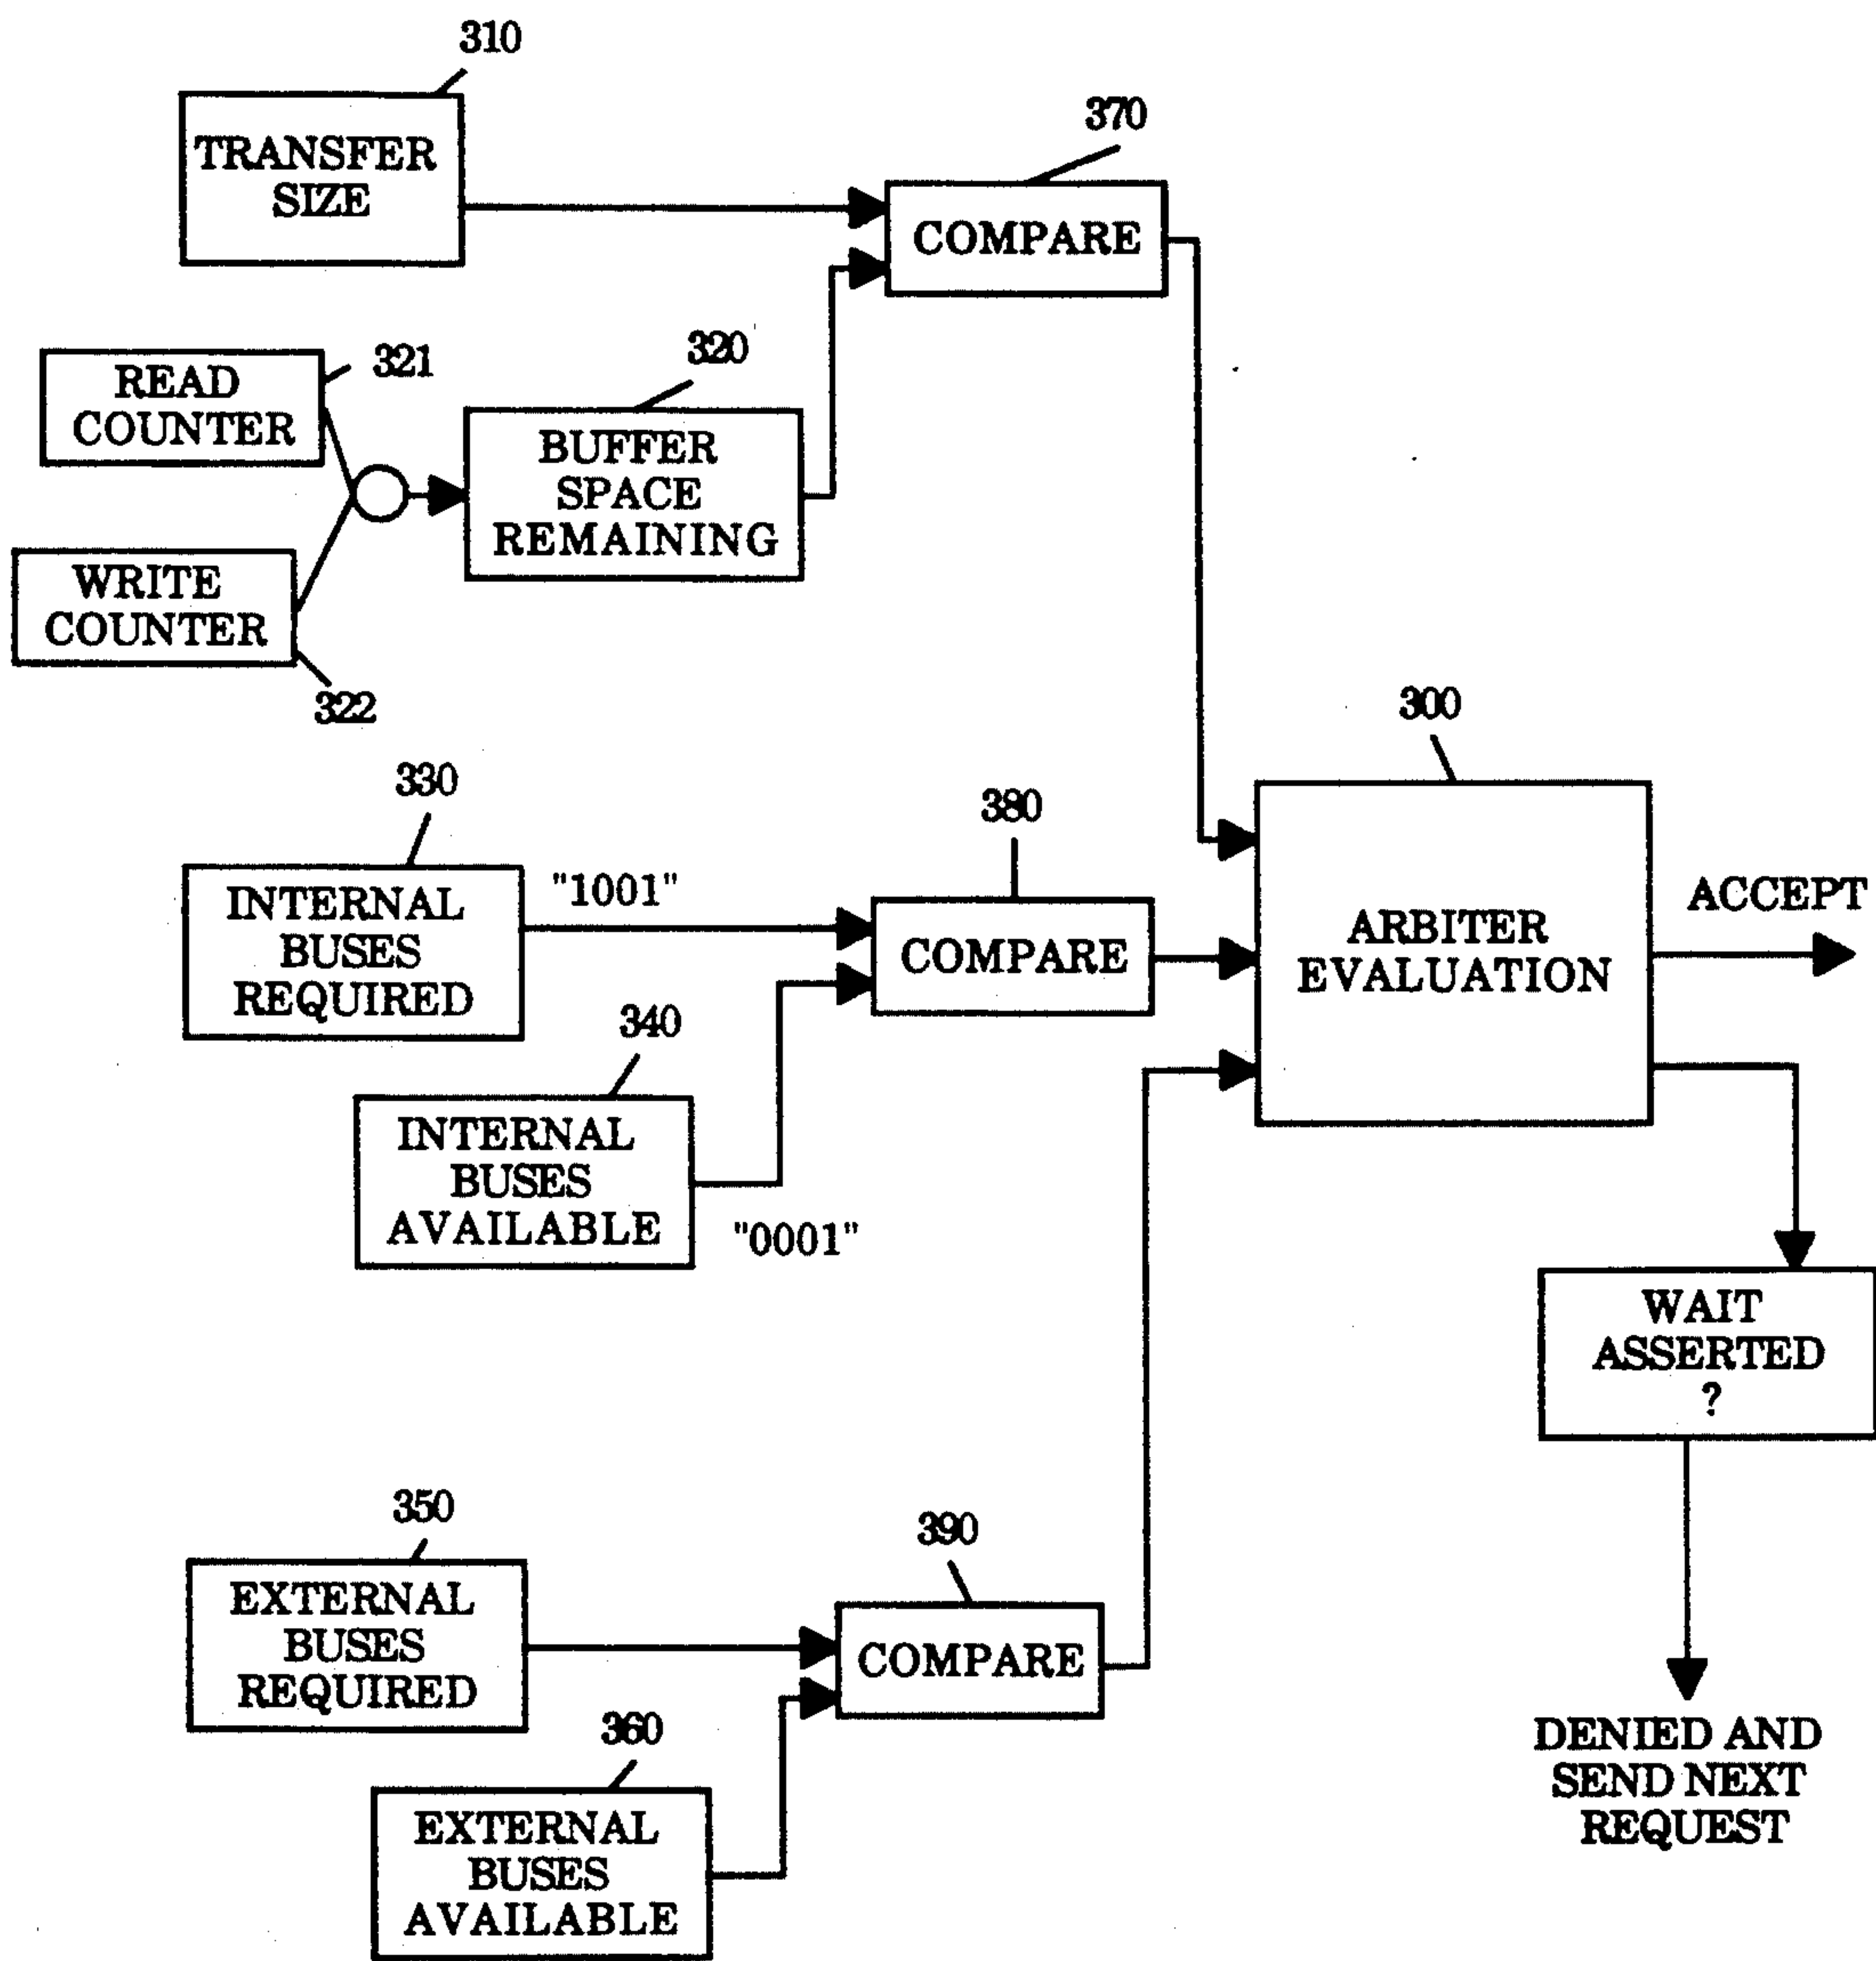 310
TRANSFER
SIZE
370
COMPARE
READ
COUNTER
321
320
BUFFER
SPACE
REMAINING
WRITE
COUNTER
322
300
330
INTERNAL
BUSES
REQUIRED
"1001"
380
COMPARE
ARBITER
EVALUATION
ACCEPT
340
INTERNAL
BUSES
AVAILABLE
"0001"
WAIT
ASSERTED
?
350
EXTERNAL
BUSES
REQUIRED
390
COMPARE
360
EXTERNAL
BUSES
AVAILABLE
DENIED AND
SEND NEXT
REQUEST